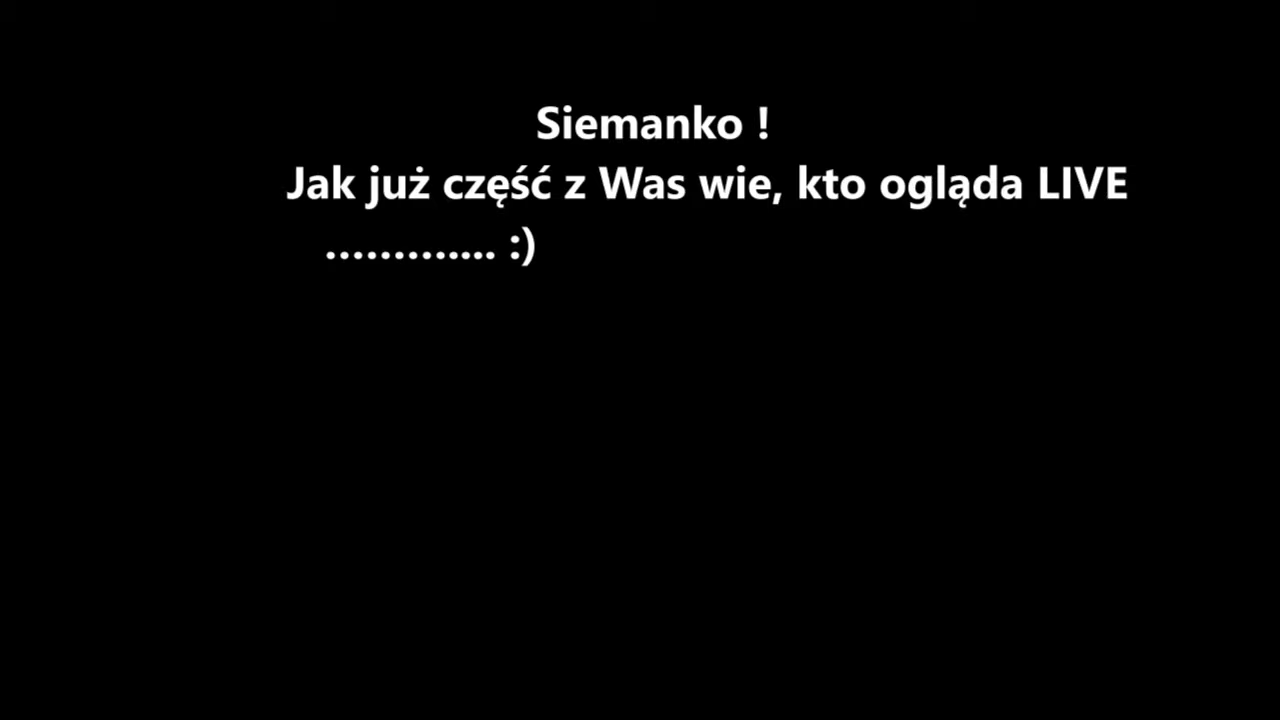 Siemanko !
Jak już część z Was wie, kto ogląda LIVE
............. :)